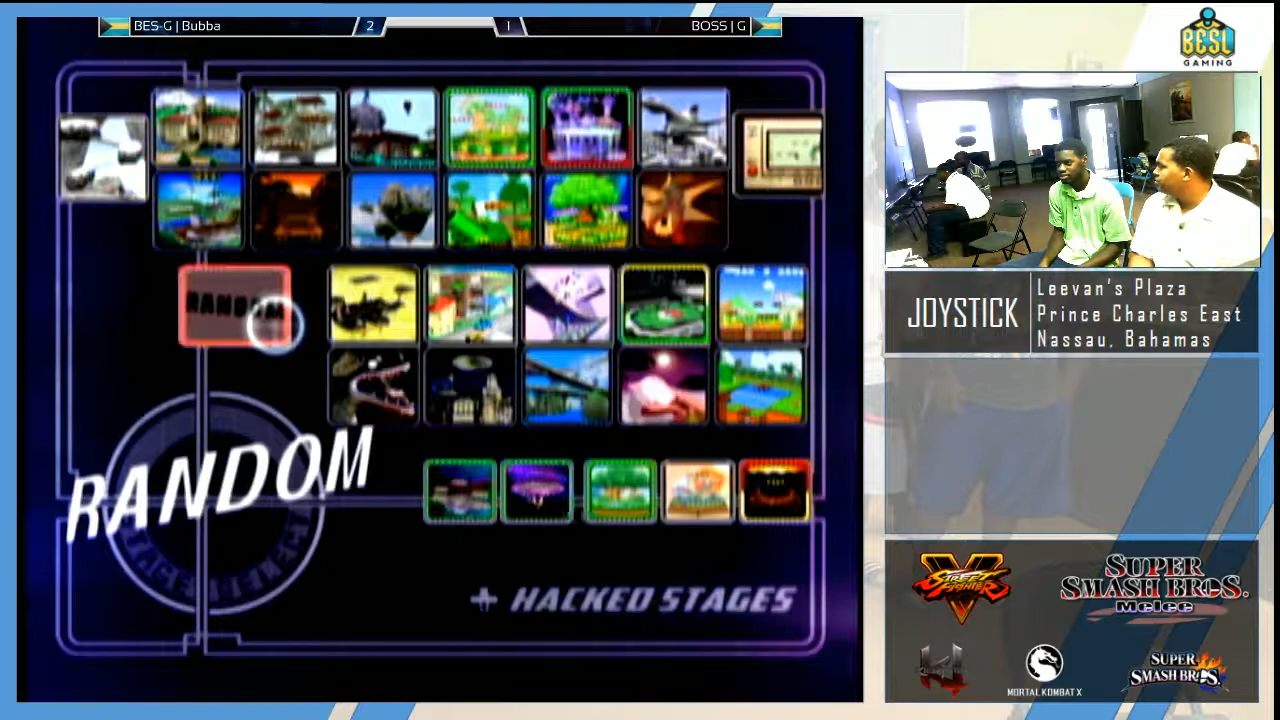 BES-G | Bubba 2 1 BOSS | G
BESL
GAMING
RANDOM
RANDOM
+ HACKED STAGES
JOYSTICK
Leevan's Plaza
Prince Charles East
Nassau, Bahamas
STREET FIGHTER V
SUPER
SMASH BROS.
Melee
MORTAL KOMBAT X
SUPER
SMASH BROS.